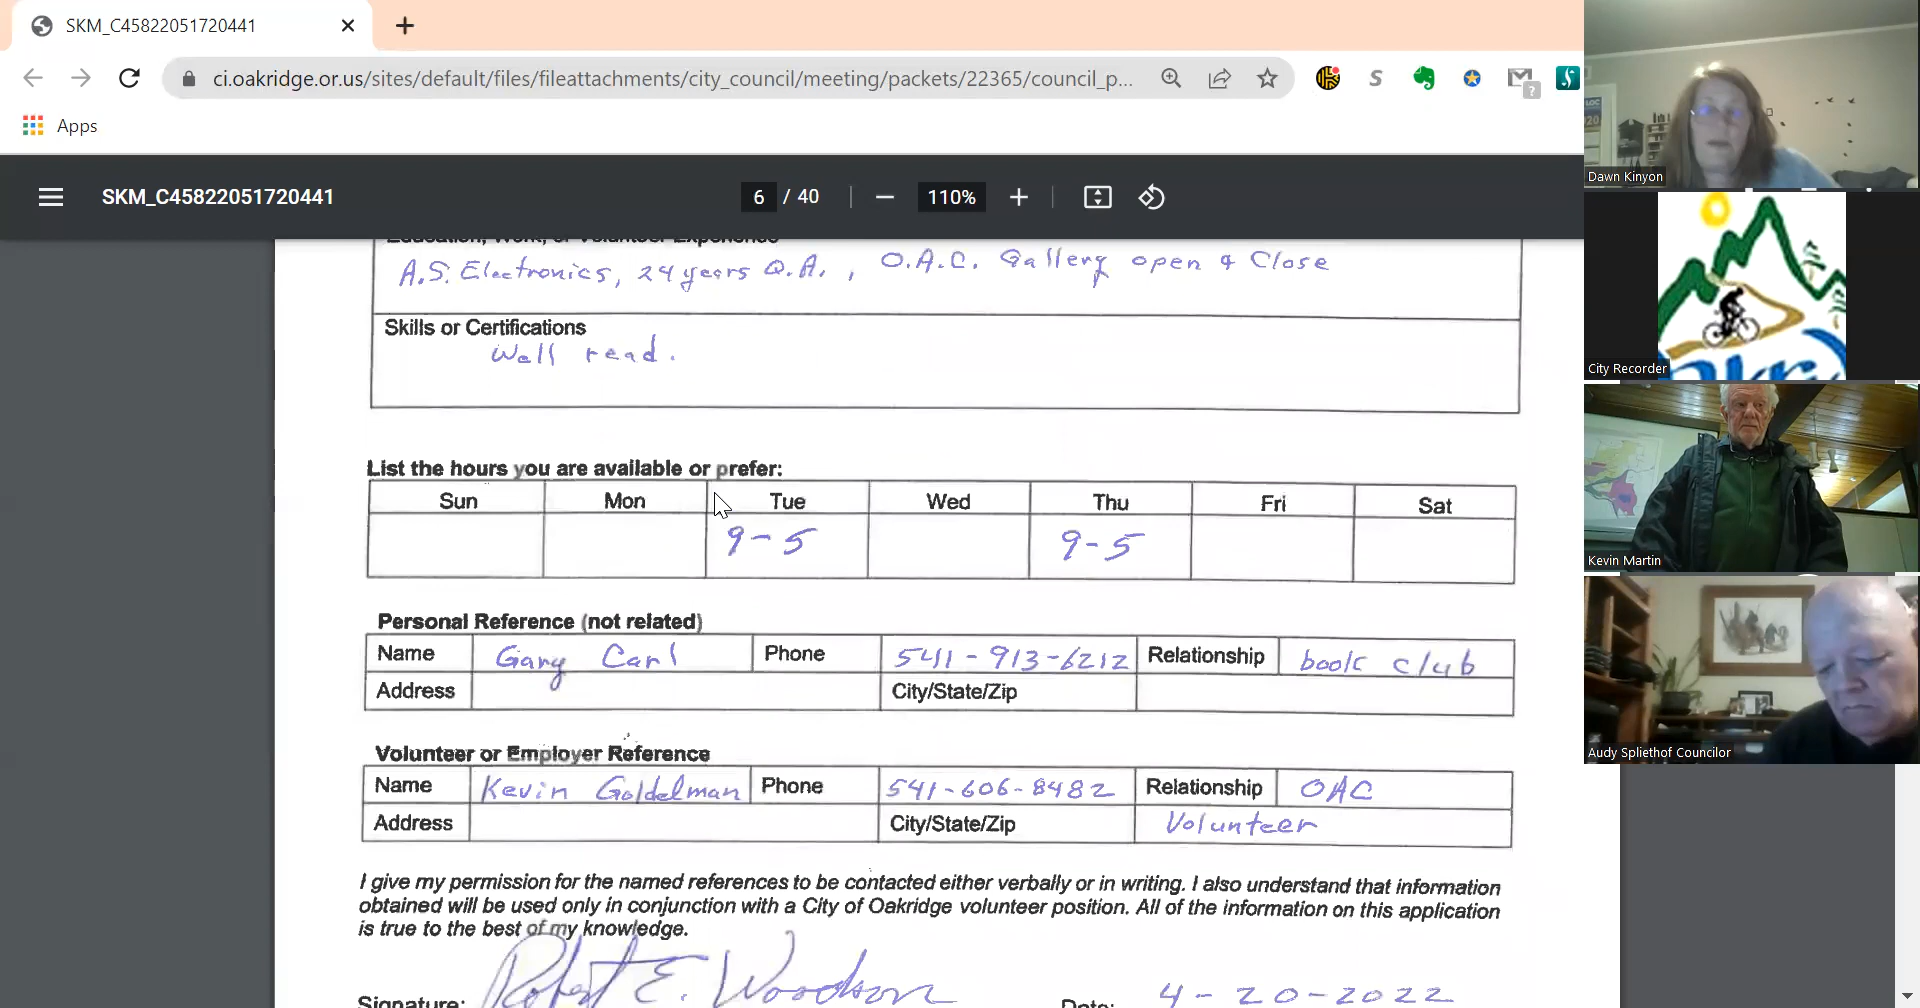 SKM_C45822051720441
ci.oakridge.or.us/sites/default/files/fileattachments/city_council/meeting/packets/22365/council_p...
Apps
SKM_C45822051720441
6 / 40
110%
Education, Work, or Volunteer Experience
A.S. Electronics, 24 years Q.A., O.A.C. Gallery open & Close
Skills or Certifications
Well read.
List the hours you are available or prefer:
Sun Mon Tue Wed Thu Fri Sat
9-5 9-5
Personal Reference (not related)
Name Gary Carl Phone 541-913-6212 Relationship book club
Address City/State/Zip
Volunteer or Employer Reference
Name Kevin Goldelman Phone 541-606-8482 Relationship OAC
Address City/State/Zip Volunteer
I give my permission for the named references to be contacted either verbally or in writing. I also understand that information
obtained will be used only in conjunction with a City of Oakridge volunteer position. All of the information on this application
is true to the best of my knowledge.
Signature: Robert E. Woodson Date: 4-20-2022
Dawn Kinyon
City Recorder
Kevin Martin
Audy Spliethof Councilor